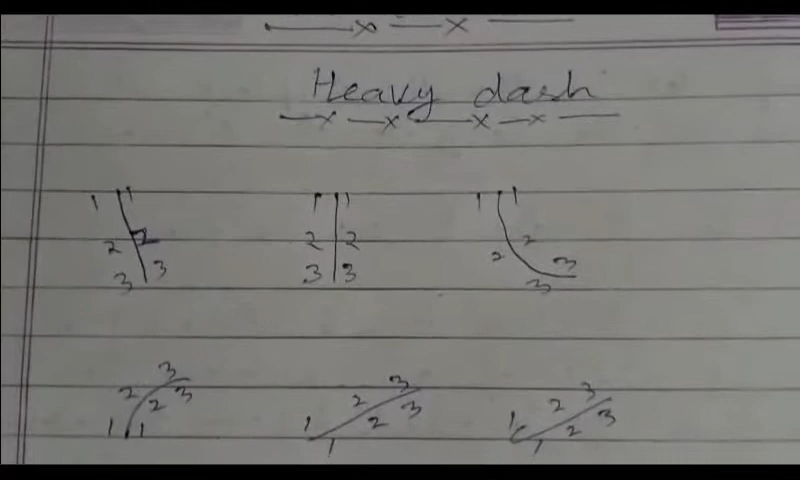 Heavy dash
1 1 1 1 1 1
2 2 2 2 2 2
3 3 3 3 3 3
3 3 3
2 2 3 2 2 3 2 2 3
1 1 1 1 1 1